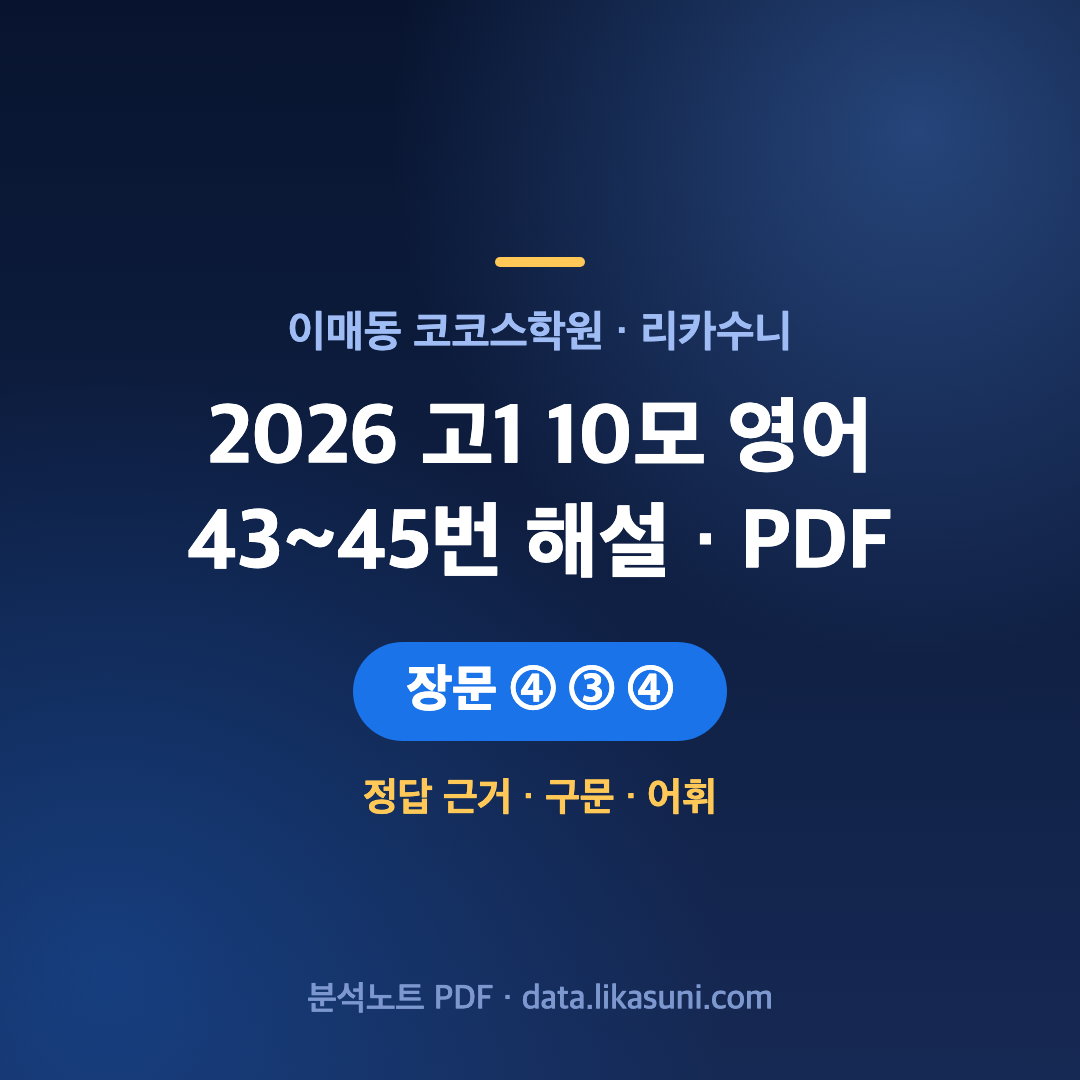 이매동 코코스학원 · 리카수니
2026 고1 10모 영어
43~45번 해설 · PDF
장문 ④ ③ ④
정답 근거 · 구문 · 어휘
분석노트 PDF · data.likasuni.com